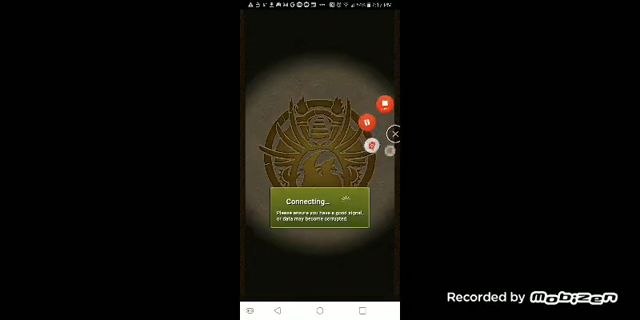 Connecting...
Please ensure you have a good signal,
or data may become corrupted.
Recorded by mobizen